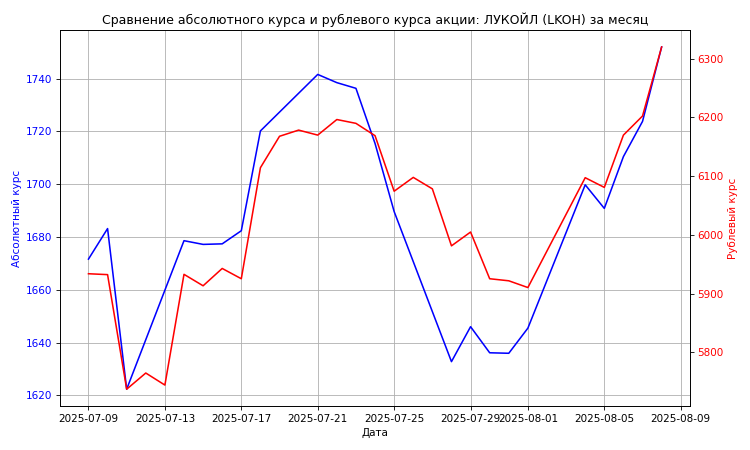 Сравнение абсолютного курса и рублевого курса акции: ЛУКОЙЛ (LKOH) за месяц
Абсолютный курс
1740
1720
1700
1680
1660
1640
1620
6300
6200
6100
6000
5900
5800
Рублевый курс
2025-07-09 2025-07-13 2025-07-17 2025-07-21 2025-07-25 2025-07-29 2025-08-01 2025-08-05 2025-08-09
Дата